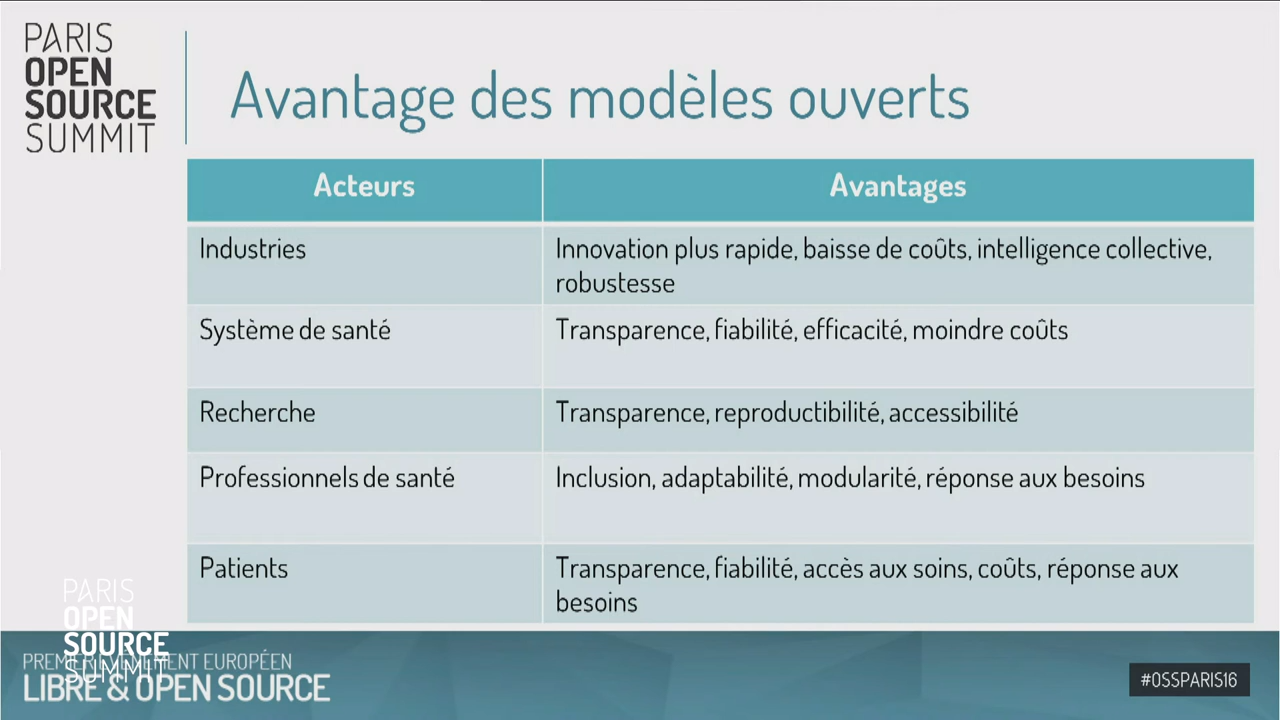 PARIS
OPEN
SOURCE
SUMMIT
Avantage des modèles ouverts
Acteurs
Avantages
Industries
Innovation plus rapide, baisse de coûts, intelligence collective,
robustesse
Système de santé
Transparence, fiabilité, efficacité, moindre coûts
Recherche
Transparence, reproductibilité, accessibilité
Professionnels de santé
Inclusion, adaptabilité, modularité, réponse aux besoins
Patients
Transparence, fiabilité, accès aux soins, coûts, réponse aux
besoins
PARIS
OPEN
SOURCE
SUMMIT
PREMIER ÉVÉNEMENT EUROPÉEN
LIBRE & OPEN SOURCE
#OSSPARIS16